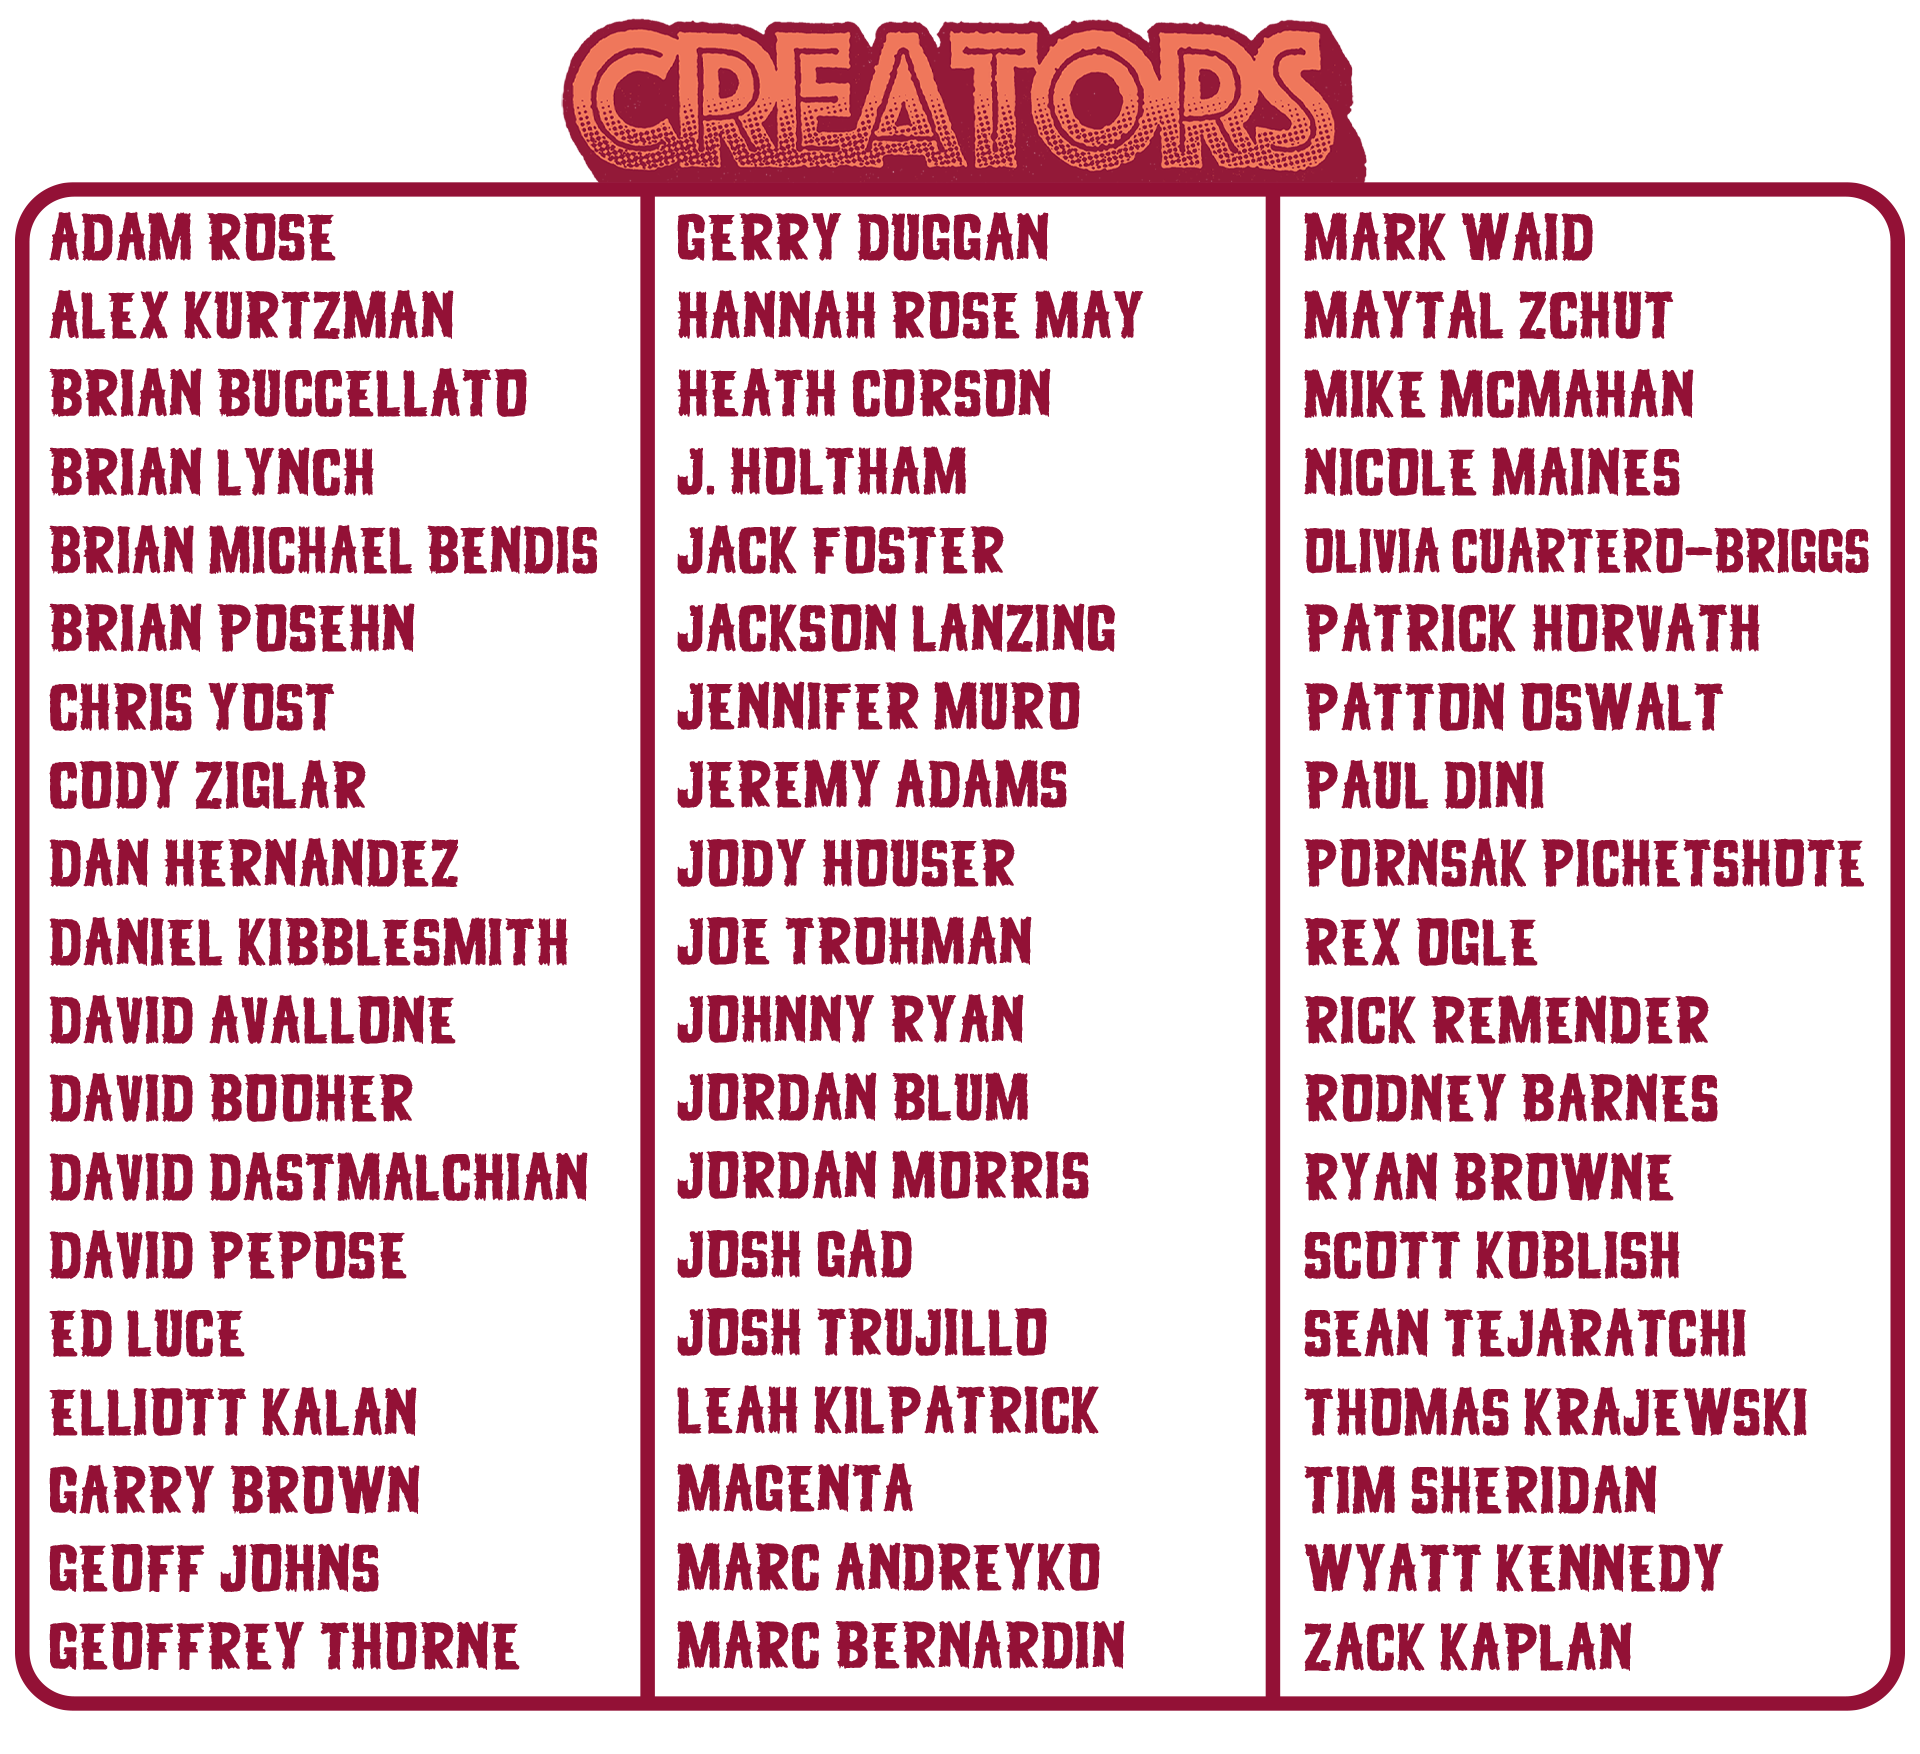 CREATORS
ADAM ROSE
ALEX KURTZMAN
BRIAN BUCCELLATO
BRIAN LYNCH
BRIAN MICHAEL BENDIS
BRIAN POSEHN
CHRIS YOST
CODY ZIGLAR
DAN HERNANDEZ
DANIEL KIBBLESMITH
DAVID AVALLONE
DAVID BOOHER
DAVID DASTMALCHIAN
DAVID PEPOSE
ED LUCE
ELLIOTT KALAN
GARRY BROWN
GEOFF JOHNS
GEOFFREY THORNE
GERRY DUGGAN
HANNAH ROSE MAY
HEATH CORSON
J. HOLTHAM
JACK FOSTER
JACKSON LANZING
JENNIFER MURO
JEREMY ADAMS
JODY HOUSER
JOE TROHMAN
JOHNNY RYAN
JORDAN BLUM
JORDAN MORRIS
JOSH GAD
JOSH TRUJILLO
LEAH KILPATRICK
MAGENTA
MARC ANDREYKO
MARC BERNARDIN
MARK WAID
MAYTAL ZCHUT
MIKE MCMAHAN
NICOLE MAINES
OLIVIA CUARTERO-BRIGGS
PATRICK HORVATH
PATTON OSWALT
PAUL DINI
PORNSAK PICHETSHOTE
REX OGLE
RICK REMENDER
RODNEY BARNES
RYAN BROWNE
SCOTT KOBLISH
SEAN TEJARATCHI
THOMAS KRAJEWSKI
TIM SHERIDAN
WYATT KENNEDY
ZACK KAPLAN